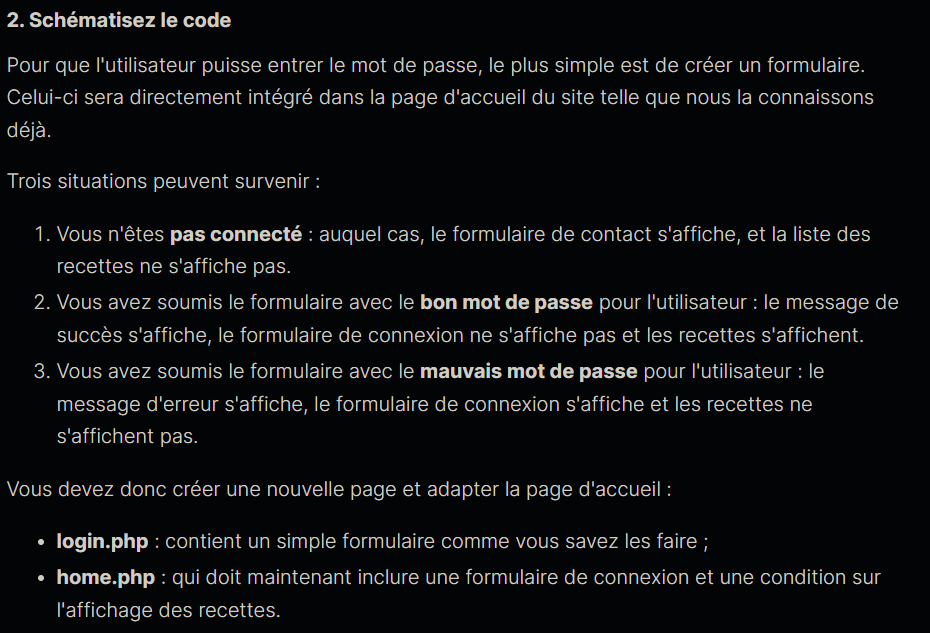 2. Schématisez le code
Pour que l'utilisateur puisse entrer le mot de passe, le plus simple est de créer un formulaire.
Celui-ci sera directement intégré dans la page d'accueil du site telle que nous la connaissons
déjà.
Trois situations peuvent survenir :
1. Vous n'êtes pas connecté : auquel cas, le formulaire de contact s'affiche, et la liste des
recettes ne s'affiche pas.
2. Vous avez soumis le formulaire avec le bon mot de passe pour l'utilisateur : le message de
succès s'affiche, le formulaire de connexion ne s'affiche pas et les recettes s'affichent.
3. Vous avez soumis le formulaire avec le mauvais mot de passe pour l'utilisateur : le
message d'erreur s'affiche, le formulaire de connexion s'affiche et les recettes ne
s'affichent pas.
Vous devez donc créer une nouvelle page et adapter la page d'accueil :
• login.php : contient un simple formulaire comme vous savez les faire ;
• home.php : qui doit maintenant inclure une formulaire de connexion et une condition sur
l'affichage des recettes.